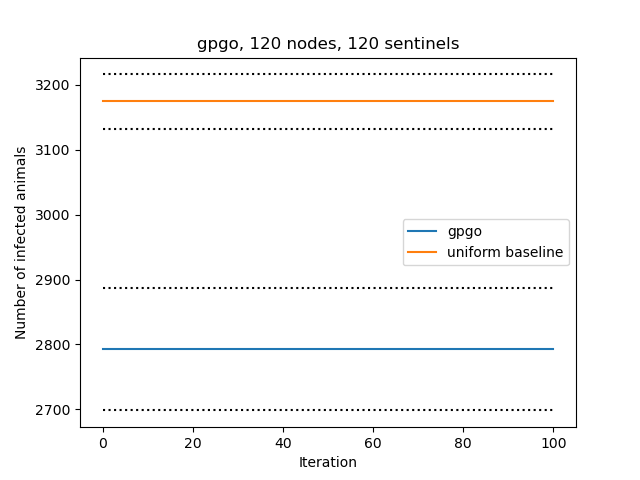 gpgo, 120 nodes, 120 sentinels
3200
3100
3000
2900
2800
2700
Number of infected animals
gpgo
uniform baseline
0 20 40 60 80 100
Iteration